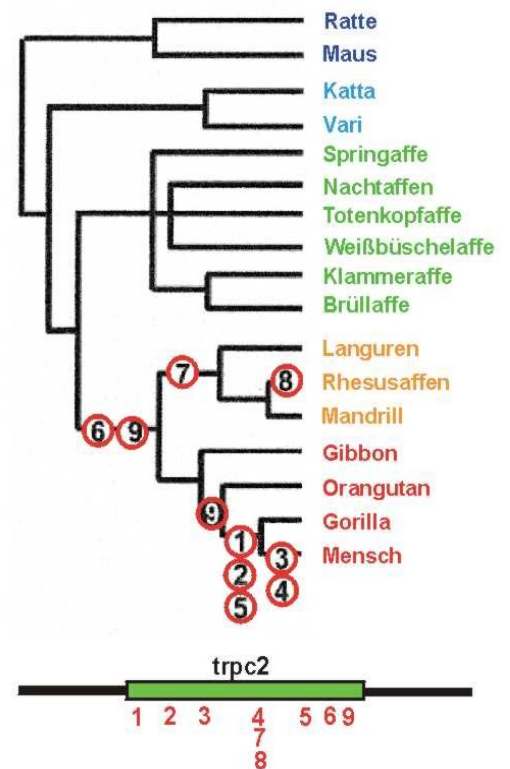 Ratte
Maus
Katta
Vari
Springaffe
Nachtaffen
Totenkopfaffe
Weißbüschelaffe
Klammeraffe
Brüllaffe
Languren
7
8
Rhesusaffen
Mandrill
6 9
Gibbon
Orangutan
9
Gorilla
1
3
Mensch
2
4
5
trpc2
1 2 3 4 5 6 9
7
8